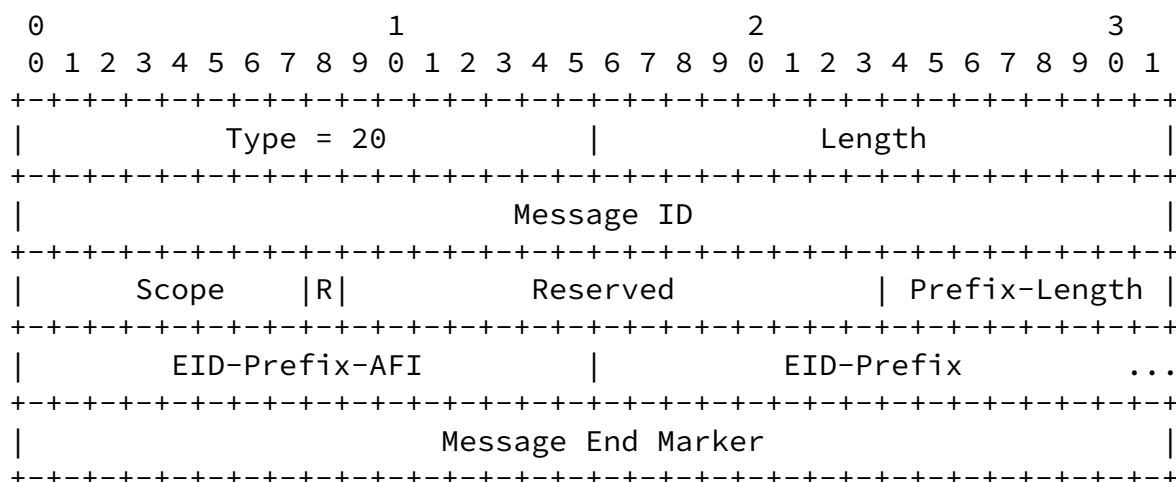 0                   1                   2                   3
 0 1 2 3 4 5 6 7 8 9 0 1 2 3 4 5 6 7 8 9 0 1 2 3 4 5 6 7 8 9 0 1
+-+-+-+-+-+-+-+-+-+-+-+-+-+-+-+-+-+-+-+-+-+-+-+-+-+-+-+-+-+-+-+-+
|           Type = 20           |            Length             |
+-+-+-+-+-+-+-+-+-+-+-+-+-+-+-+-+-+-+-+-+-+-+-+-+-+-+-+-+-+-+-+-+
|                           Message ID                          |
+-+-+-+-+-+-+-+-+-+-+-+-+-+-+-+-+-+-+-+-+-+-+-+-+-+-+-+-+-+-+-+-+
|      Scope    |R|          Reserved           | Prefix-Length |
+-+-+-+-+-+-+-+-+-+-+-+-+-+-+-+-+-+-+-+-+-+-+-+-+-+-+-+-+-+-+-+-+
|        EID-Prefix-AFI         |          EID-Prefix         ...
+-+-+-+-+-+-+-+-+-+-+-+-+-+-+-+-+-+-+-+-+-+-+-+-+-+-+-+-+-+-+-+-+
|                       Message End Marker                      |
+-+-+-+-+-+-+-+-+-+-+-+-+-+-+-+-+-+-+-+-+-+-+-+-+-+-+-+-+-+-+-+-+